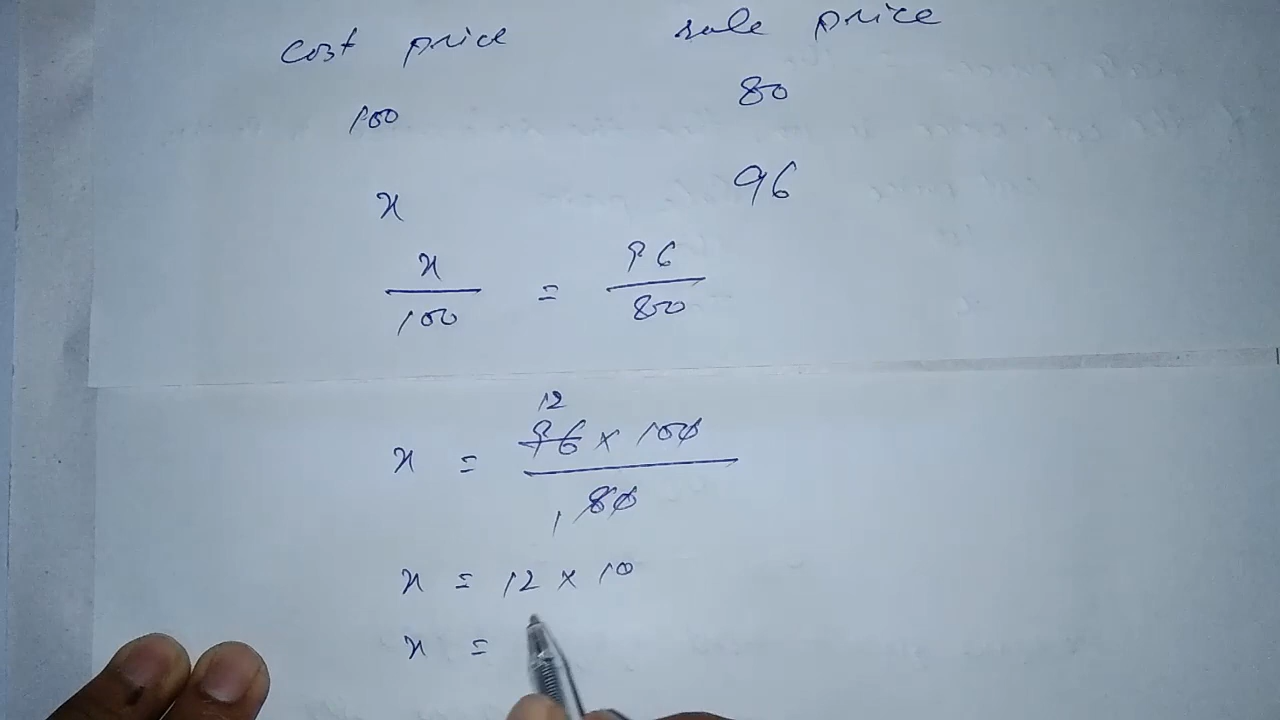 cost price sale price
100 80
x 96
x/100 = 96/80
12
x = 96 x 100 / 80
1
x = 12 x 10
x =